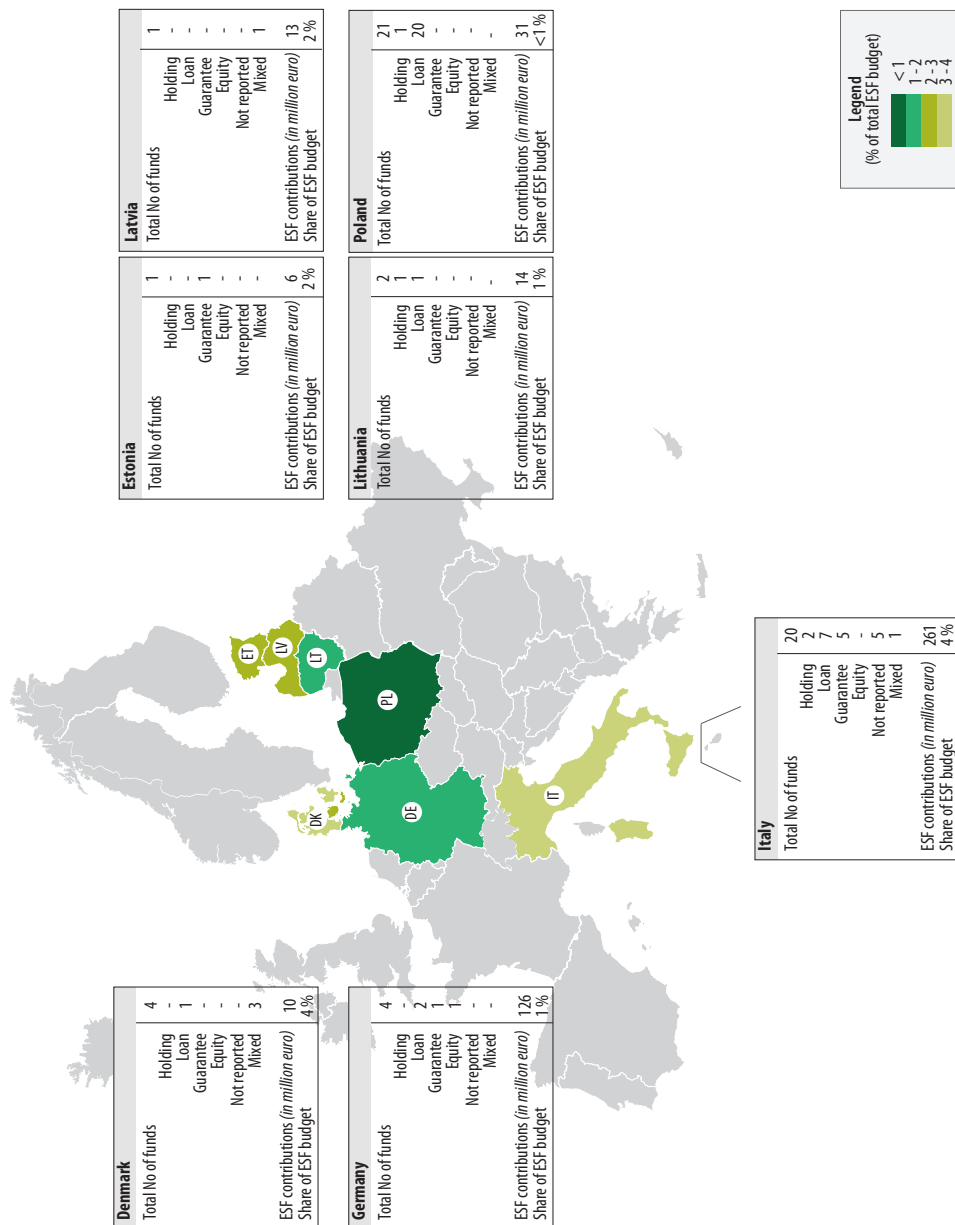 Denmark
Total No of funds 4
Holding -
Loan 1
Guarantee -
Equity -
Not reported -
Mixed 3
ESF contributions (in million euro) 10
Share of ESF budget 4 %
Germany
Total No of funds 4
Holding -
Loan 2
Guarantee 1
Equity 1
Not reported -
Mixed -
ESF contributions (in million euro) 126
Share of ESF budget 1 %
Estonia
Total No of funds 1
Holding -
Loan -
Guarantee 1
Equity -
Not reported -
Mixed -
ESF contributions (in million euro) 6
Share of ESF budget 2 %
Latvia
Total No of funds 1
Holding -
Loan -
Guarantee -
Equity -
Not reported -
Mixed 1
ESF contributions (in million euro) 13
Share of ESF budget 2 %
Lithuania
Total No of funds 2
Holding 1
Loan 1
Guarantee -
Equity -
Not reported -
Mixed -
ESF contributions (in million euro) 14
Share of ESF budget 1 %
Poland
Total No of funds 21
Holding 1
Loan 20
Guarantee -
Equity -
Not reported -
Mixed -
ESF contributions (in million euro) 31
Share of ESF budget <1 %
ET
LV
LT
DK
PL
DE
IT
Italy
Total No of funds 20
Holding 2
Loan 7
Guarantee 5
Equity -
Not reported 5
Mixed 1
ESF contributions (in million euro) 261
Share of ESF budget 4 %
Legend
(% of total ESF budget)
< 1
1 - 2
2 - 3
3 - 4